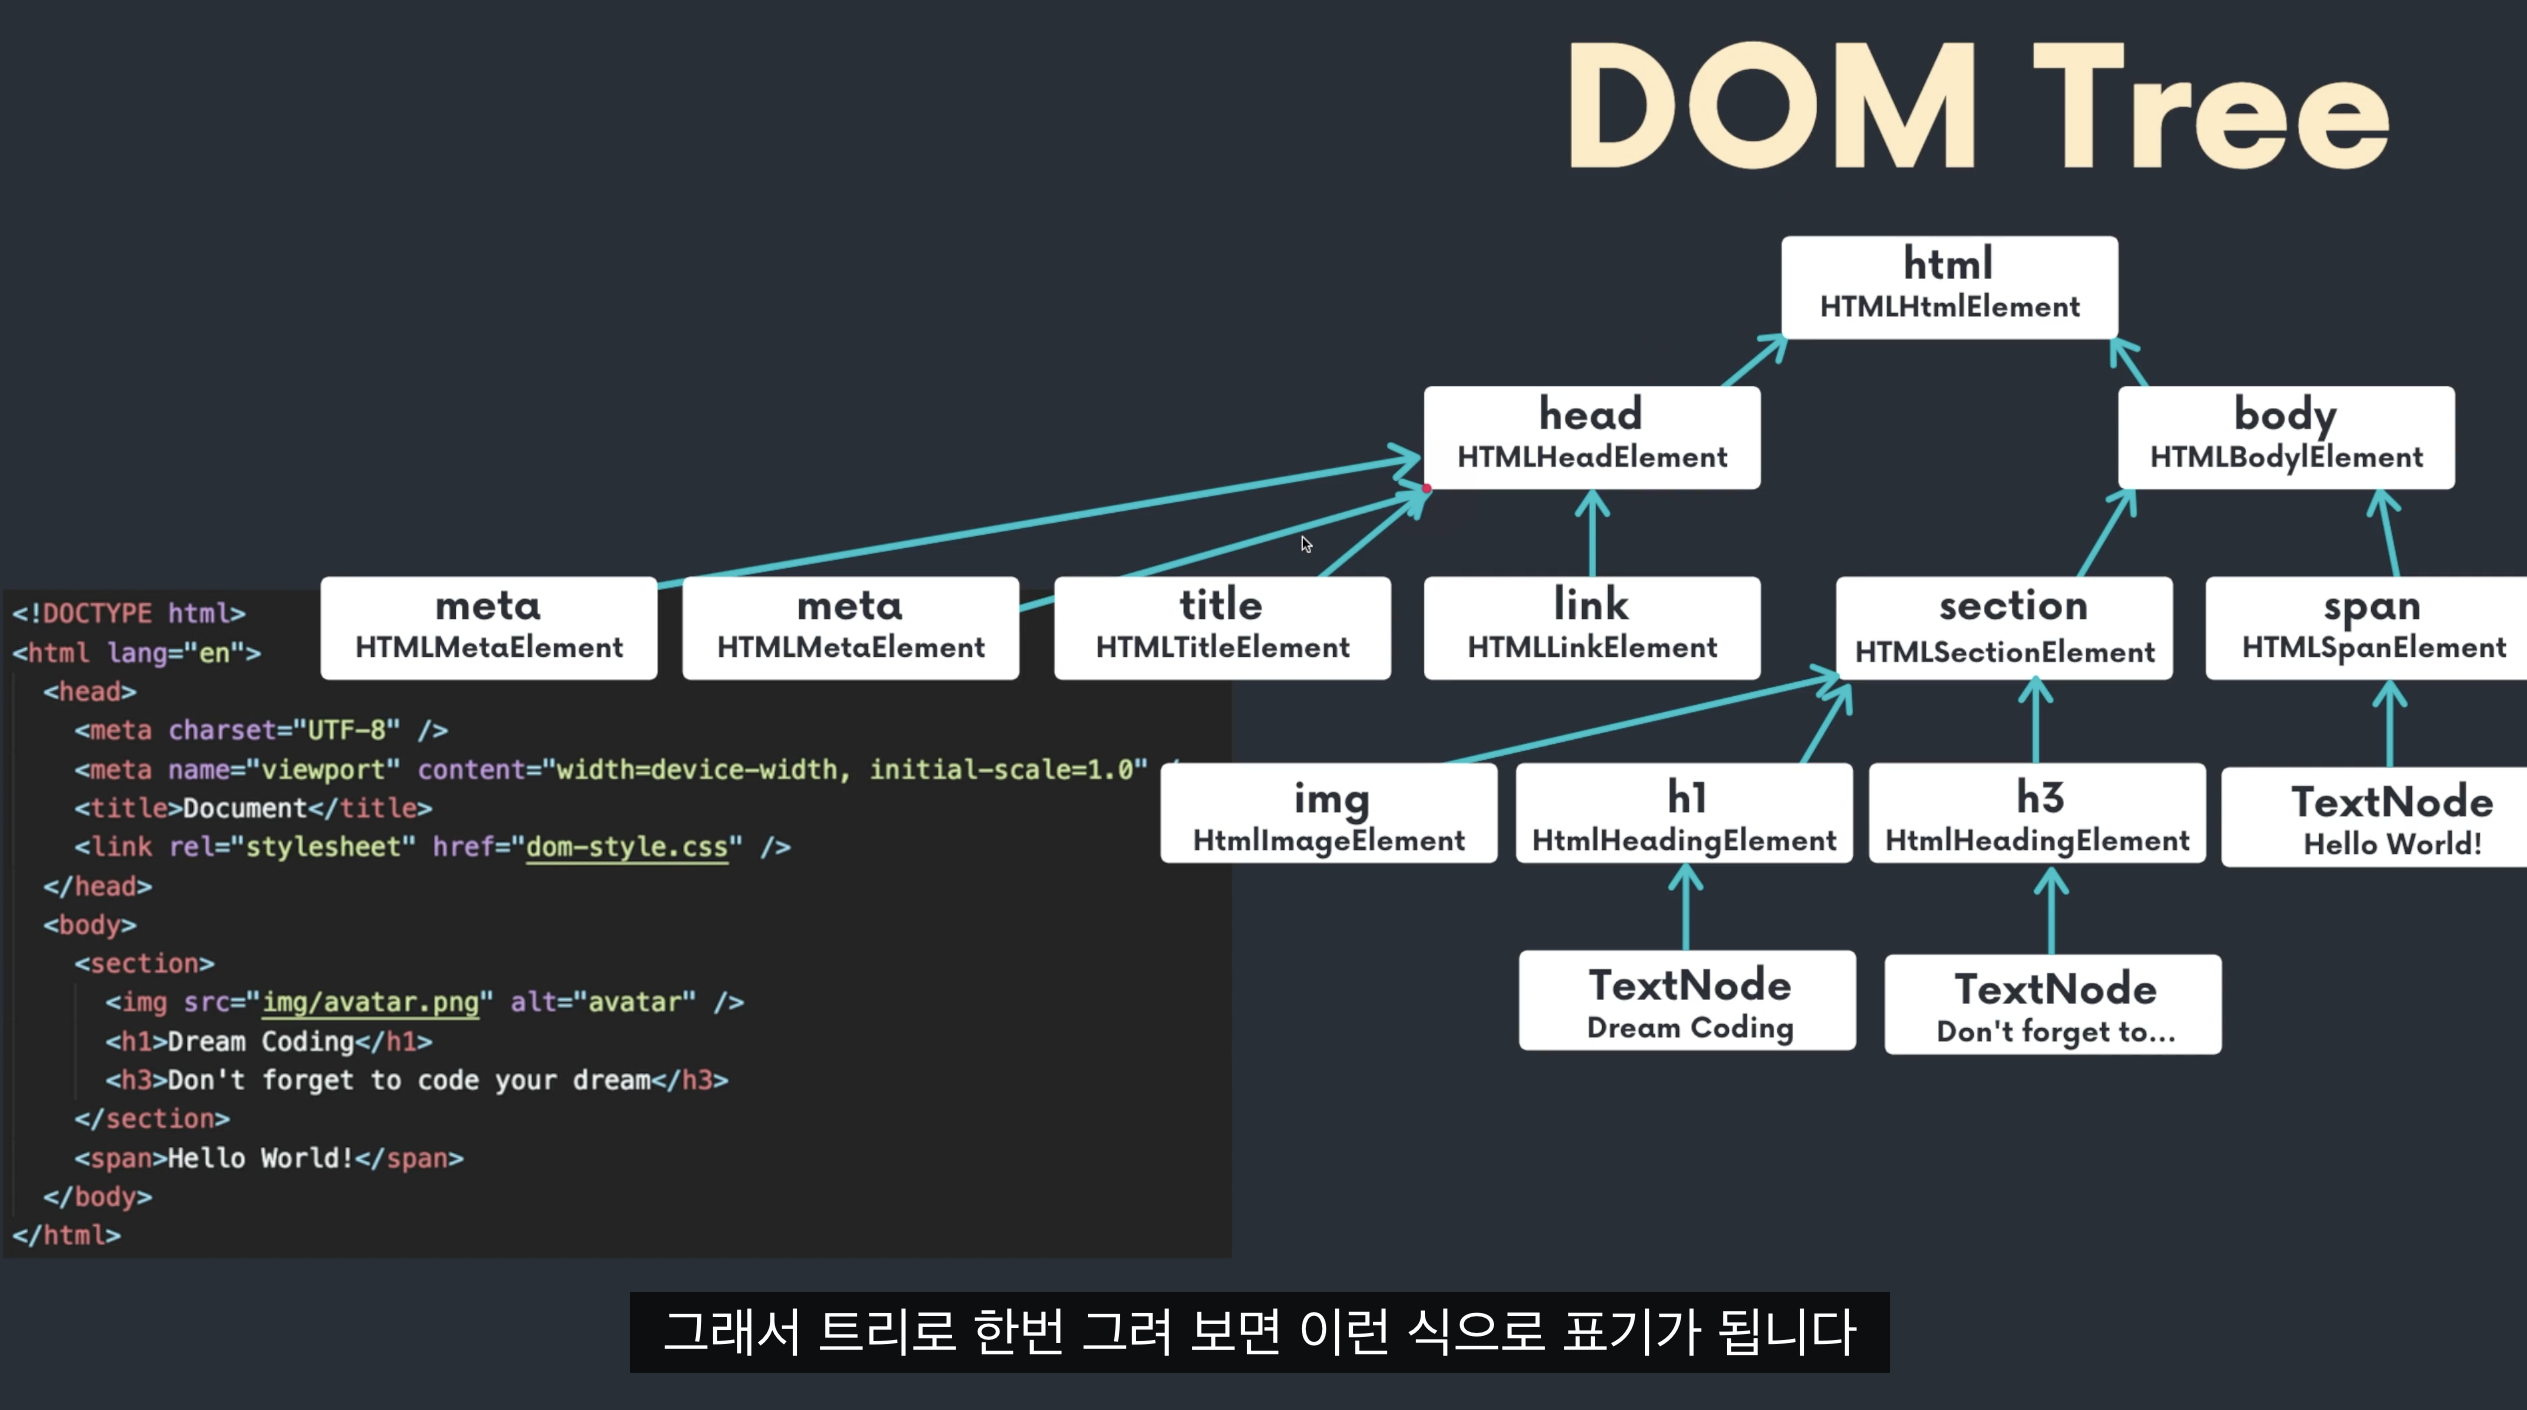 DOM Tree
html
HTMLHtmlElement
head
HTMLHeadElement
body
HTMLBodylElement
meta
HTMLMetaElement
meta
HTMLMetaElement
title
HTMLTitleElement
link
HTMLLinkElement
section
HTMLSectionElement
span
HTMLSpanElement
img
HtmlImageElement
h1
HtmlHeadingElement
h3
HtmlHeadingElement
TextNode
Hello World!
TextNode
Dream Coding
TextNode
Don't forget to...
<!DOCTYPE html>
<html lang="en">
<head>
<meta charset="UTF-8" />
<meta name="viewport" content="width=device-width, initial-scale=1.0" /
<title>Document</title>
<link rel="stylesheet" href="dom-style.css" />
</head>
<body>
<section>
<img src="img/avatar.png" alt="avatar" />
<h1>Dream Coding</h1>
<h3>Don't forget to code your dream</h3>
</section>
<span>Hello World!</span>
</body>
</html>
그래서 트리로 한번 그려 보면 이런 식으로 표기가 됩니다